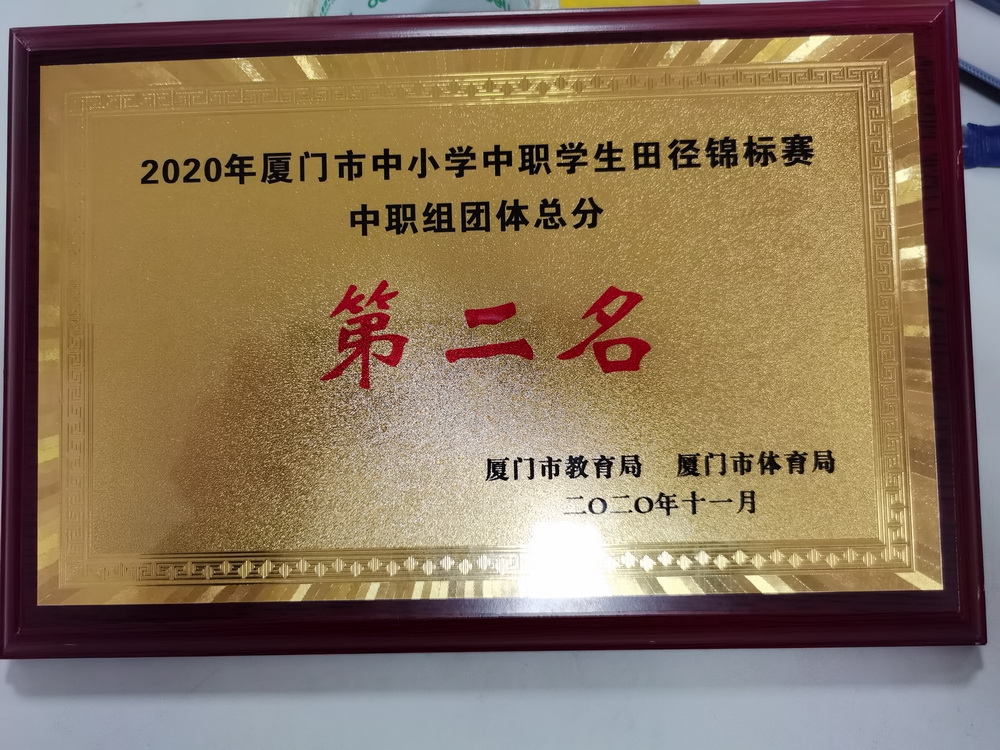 2020年厦门市中小学中职学生田径锦标赛
中职组团体总分
第二名
厦门市教育局 厦门市体育局
二〇二〇年十一月